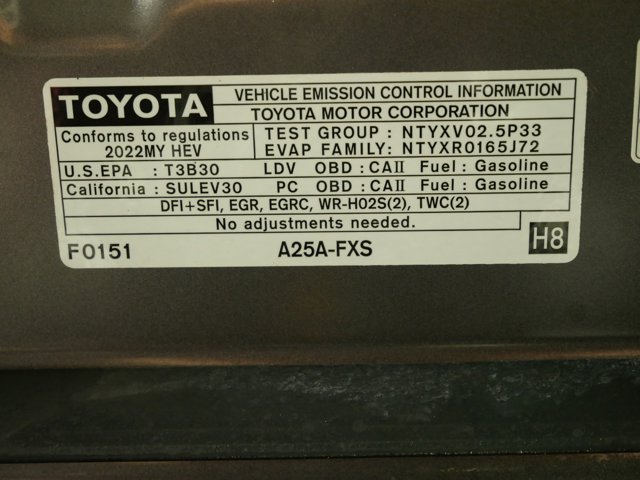 TOYOTA
VEHICLE EMISSION CONTROL INFORMATION
TOYOTA MOTOR CORPORATION
Conforms to regulations
2022MY HEV
TEST GROUP : NTYXV02.5P33
EVAP FAMILY: NTYXR0165J72
U.S.EPA : T3B30 LDV OBD : CAII Fuel : Gasoline
California : SULEV30 PC OBD : CAII Fuel : Gasoline
DFI+SFI, EGR, EGRC, WR-HO2S(2), TWC(2)
No adjustments needed.
F0151 A25A-FXS H8